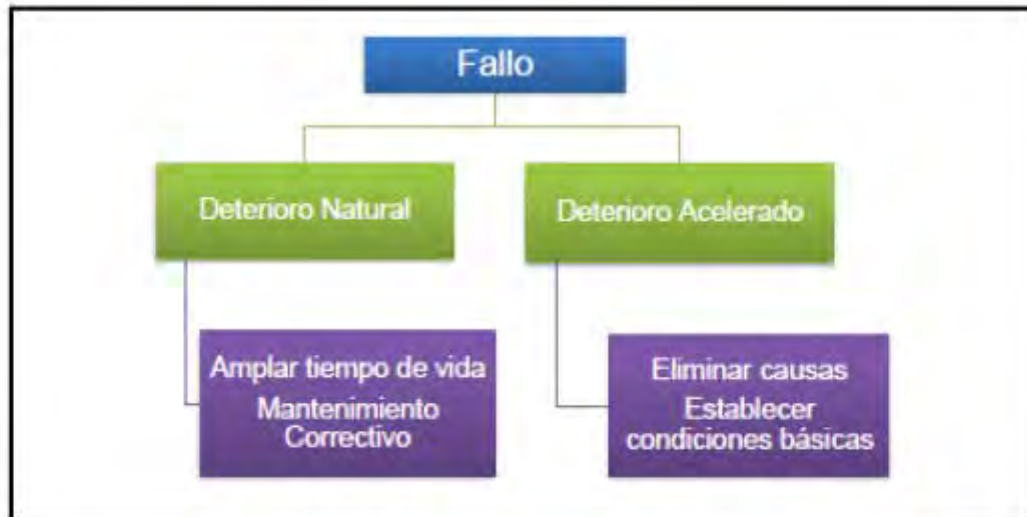 Fallo
Deterioro Natural
Deterioro Acelerado
Amplar tiempo de vida
Mantenimiento
Correctivo
Eliminar causas
Establecer
condiciones básicas